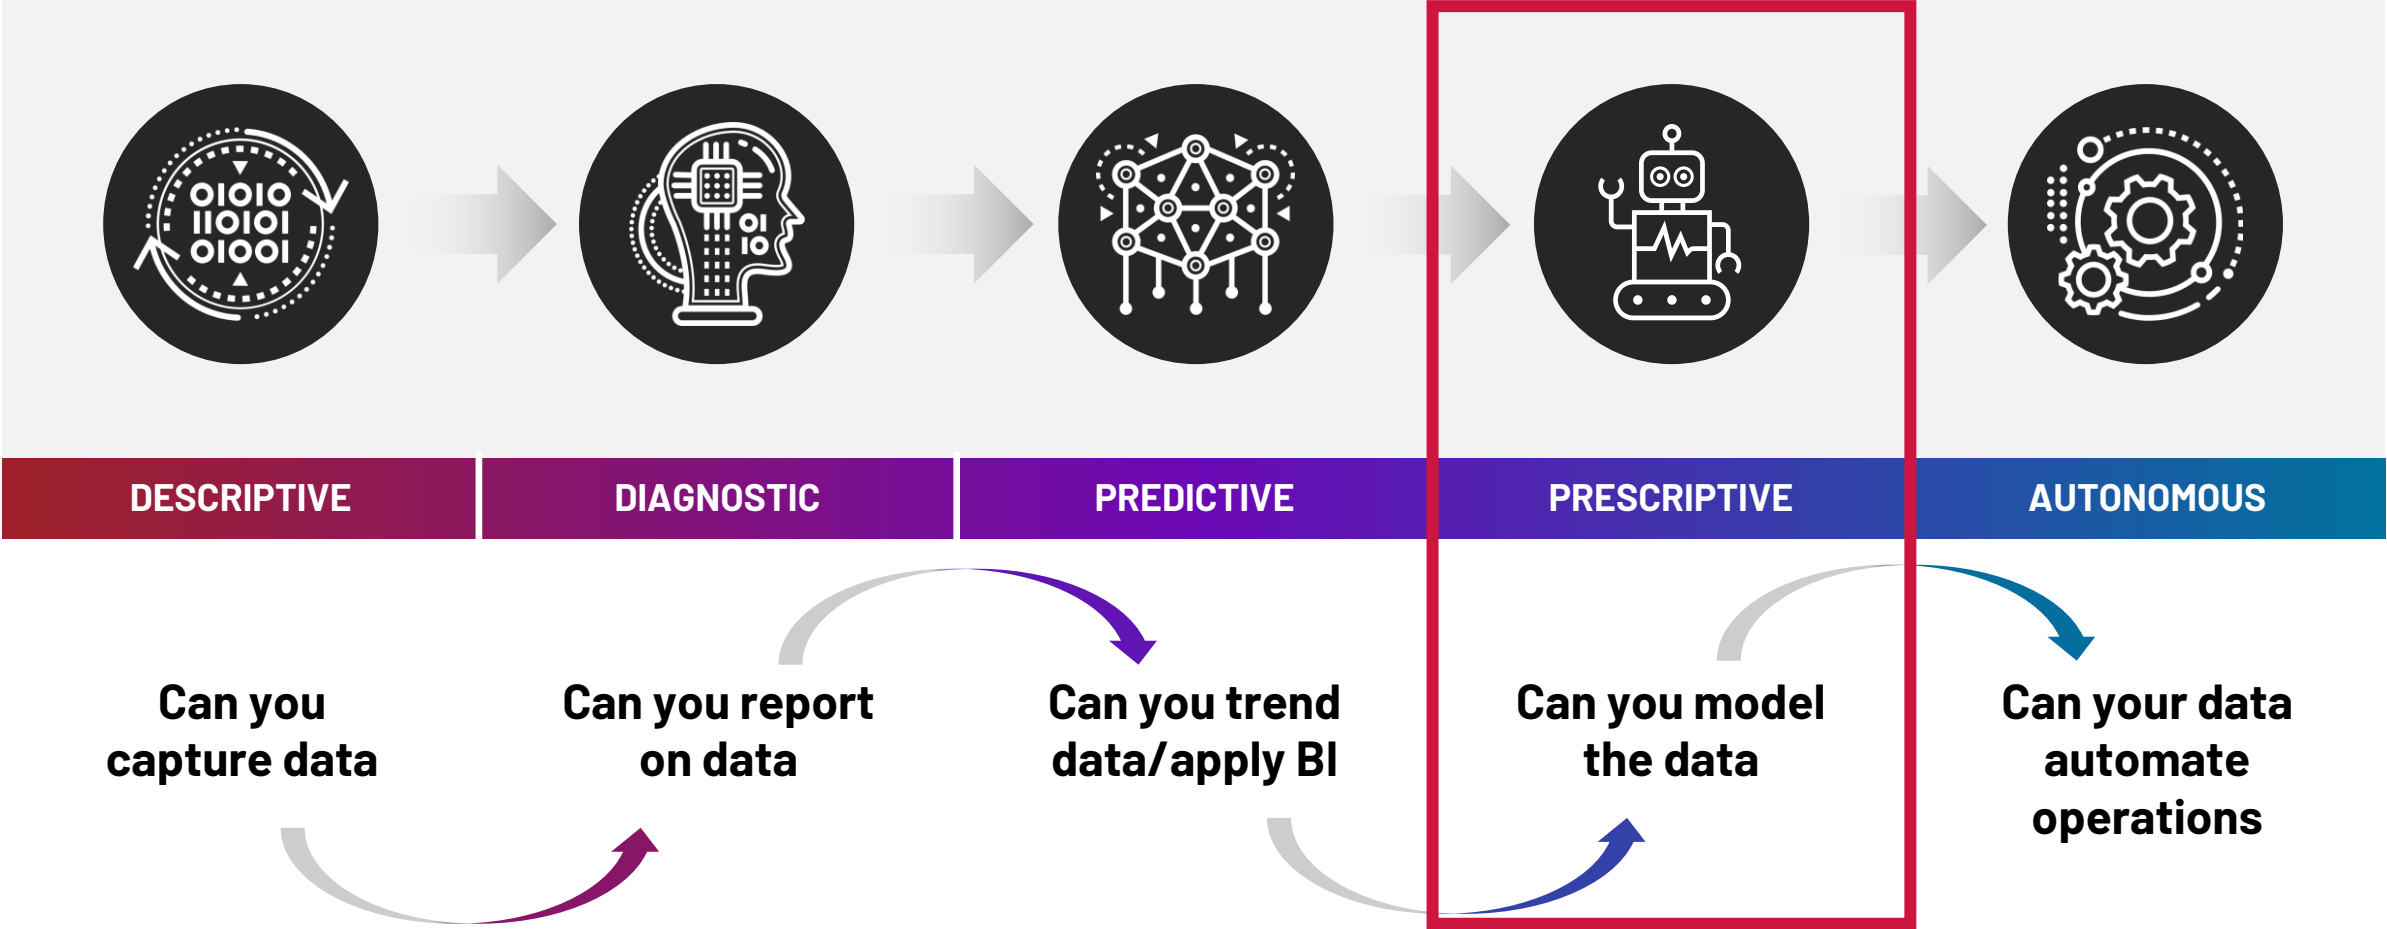 01010
110101
01001
01
10
DESCRIPTIVE
DIAGNOSTIC
PREDICTIVE
PRESCRIPTIVE
AUTONOMOUS
Can you
capture data
Can you report
on data
Can you trend
data/apply BI
Can you model
the data
Can your data
automate
operations